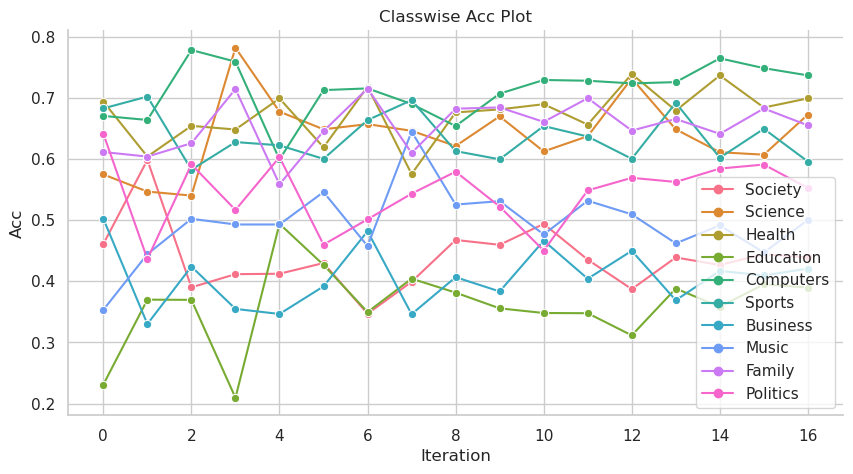 Classwise Acc Plot
0.8
0.7
0.6
0.5
0.4
0.3
0.2
Acc
0 2 4 6 8 10 12 14 16
Iteration
Society
Science
Health
Education
Computers
Sports
Business
Music
Family
Politics